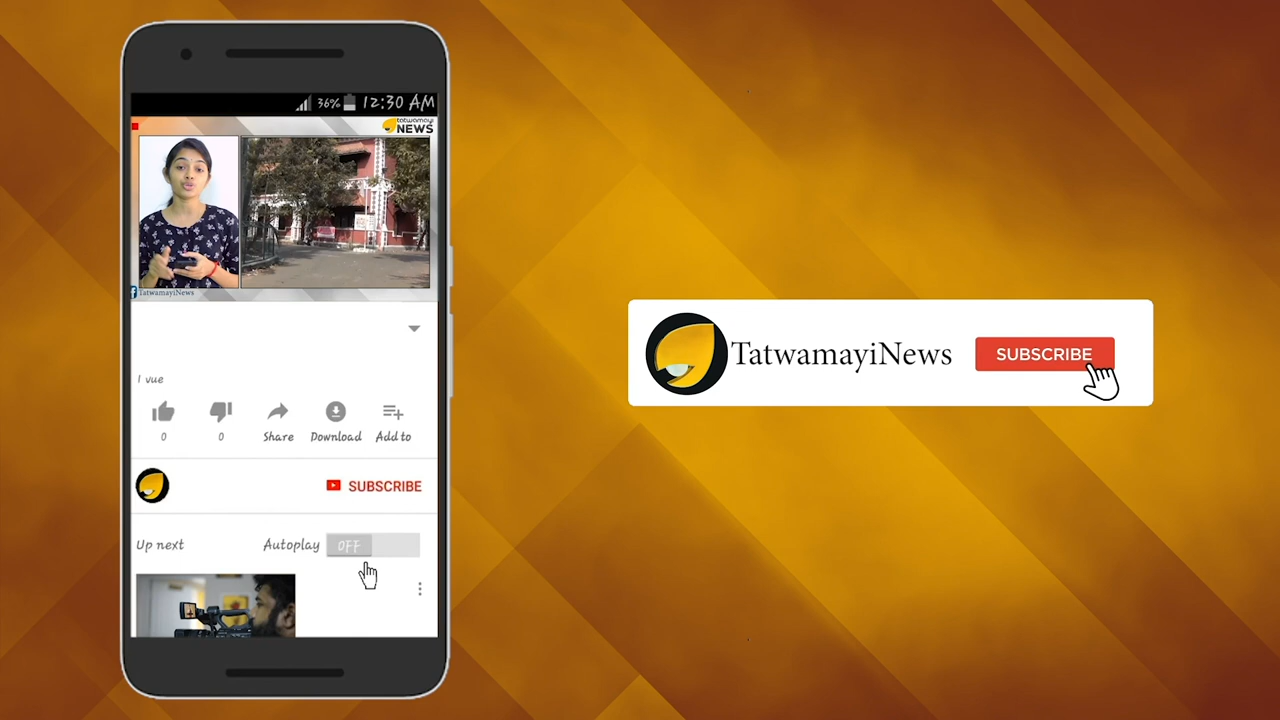 36% 12:30 AM
tatwamayi
NEWS
TatwamayiNews
1 vue
0 0 Share Download Add to
SUBSCRIBE
Up next Autoplay OFF
TatwamayiNews SUBSCRIBE